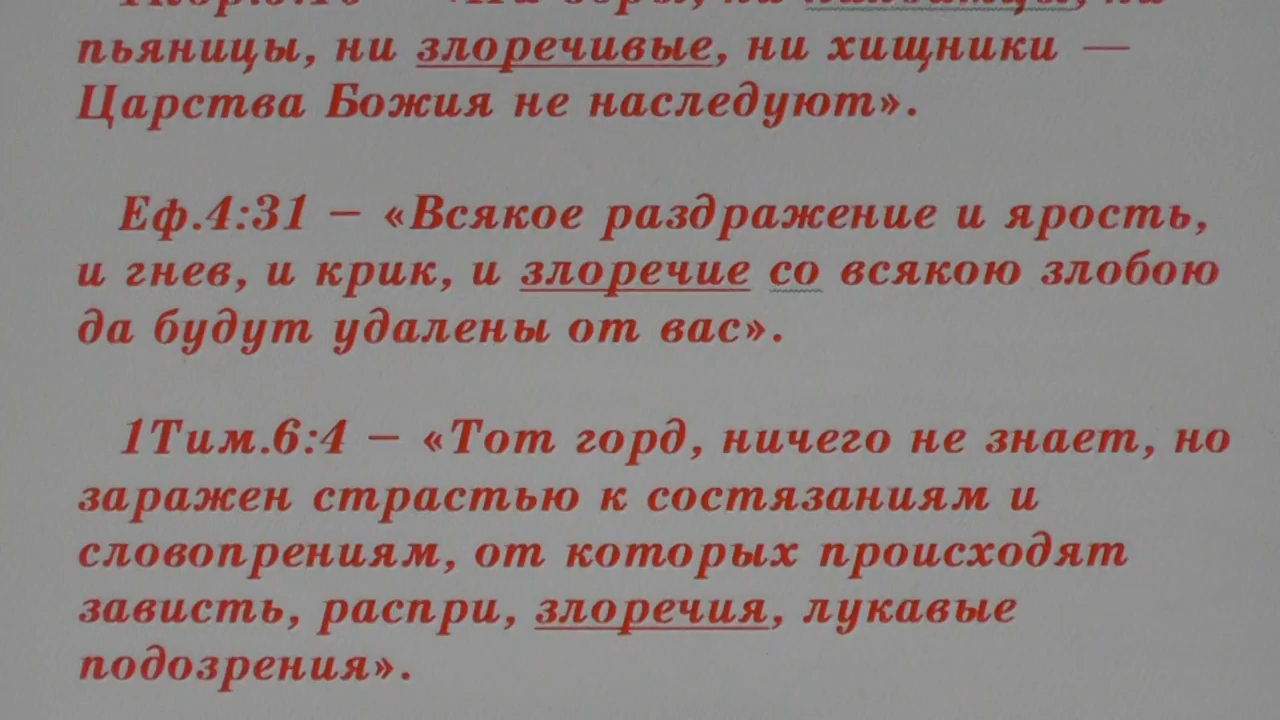 пьяницы, ни злоречивые, ни хищники —
Царства Божия не наследуют».
Еф.4:31 – «Всякое раздражение и ярость,
и гнев, и крик, и злоречие со всякою злобою
да будут удалены от вас».
1Тим.6:4 – «Тот горд, ничего не знает, но
заражен страстью к состязаниям и
словопрениям, от которых происходят
зависть, распри, злоречия, лукавые
подозрения».